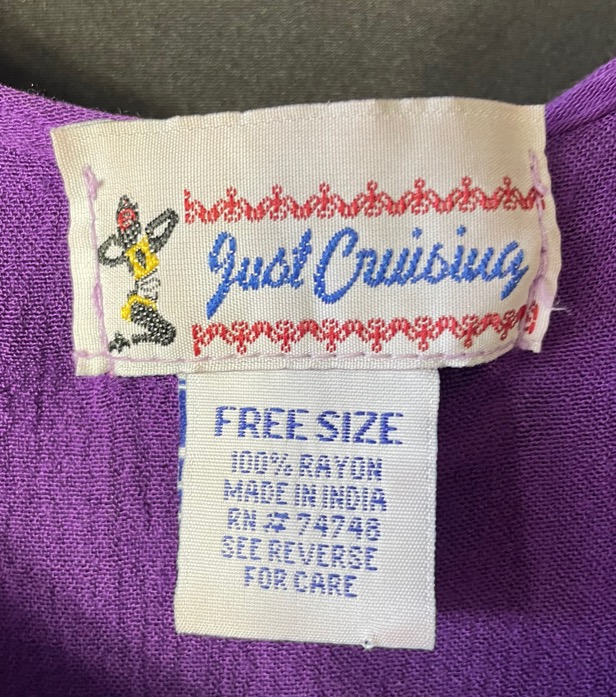 Just Cruising
FREE SIZE
100% RAYON
MADE IN INDIA
RN # 74748
SEE REVERSE
FOR CARE